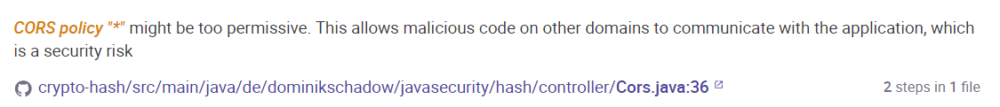 CORS policy "*" might be too permissive. This allows malicious code on other domains to communicate with the application, which
is a security risk
crypto-hash/src/main/java/de/dominikschadow/javasecurity/hash/controller/Cors.java:36 2 steps in 1 file